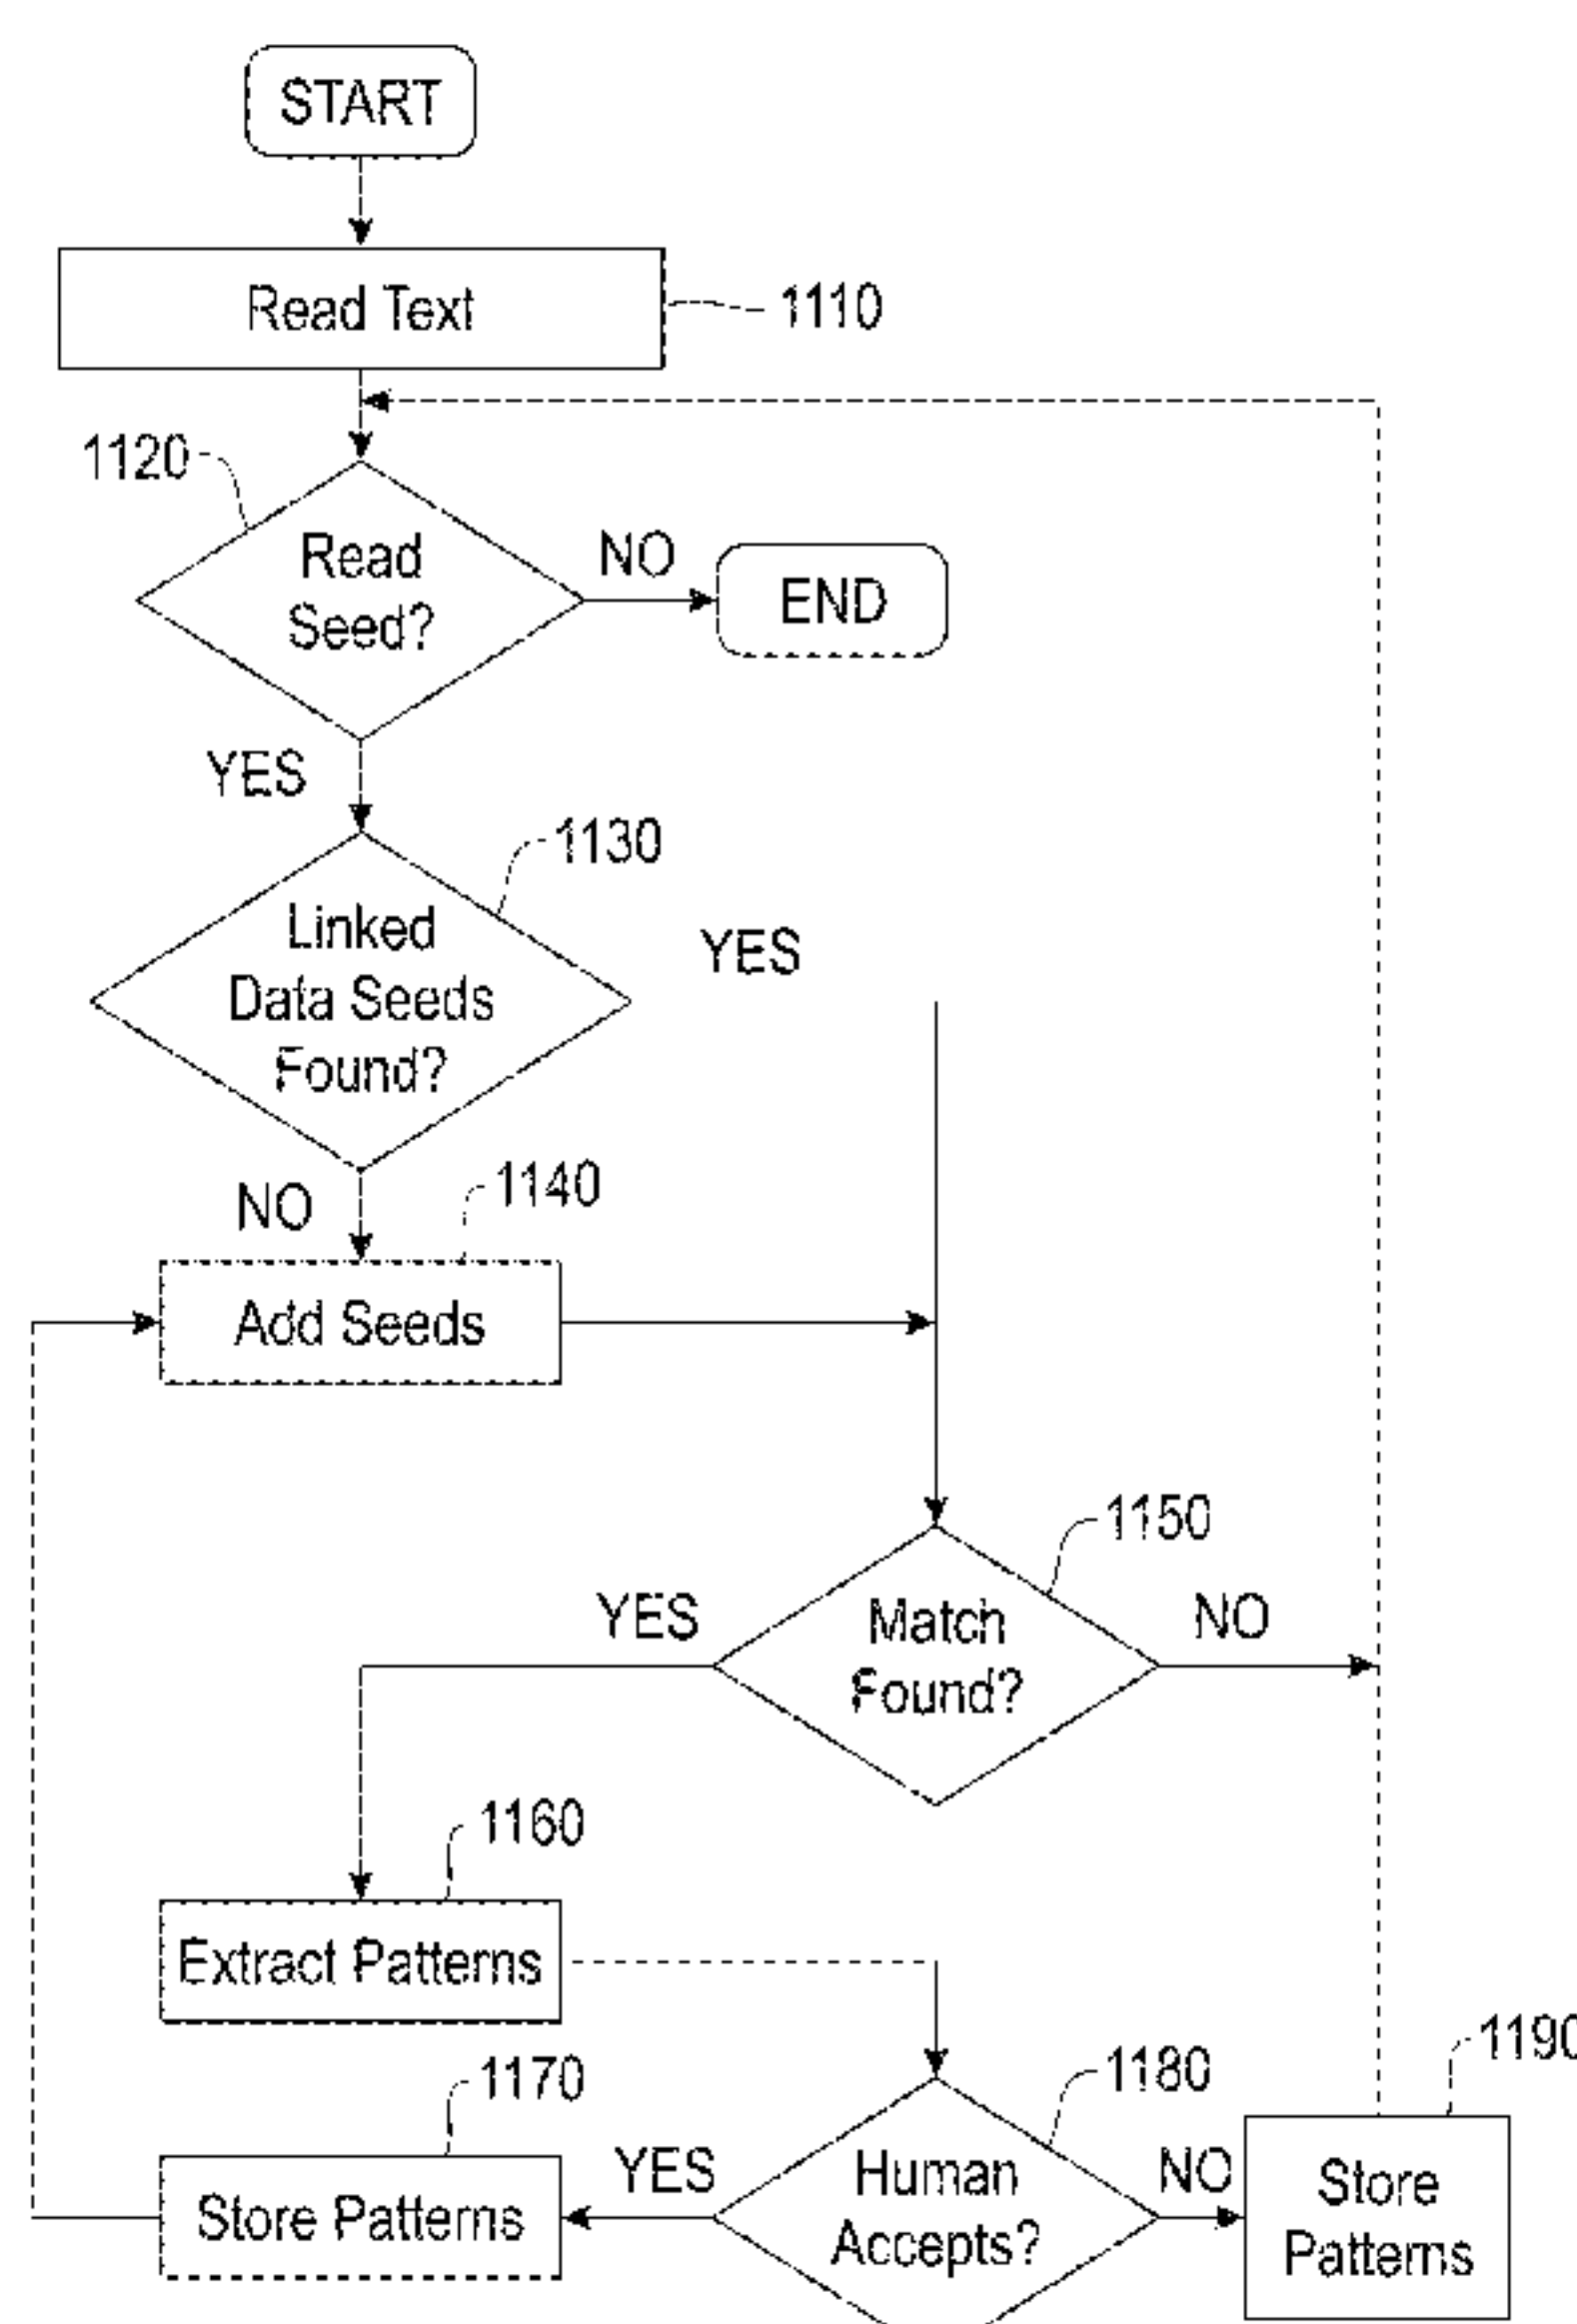 START
Read Text
1110
1120
Read
Seed?
NO
END
YES
1130
Linked
Data Seeds
Found?
YES
NO
1140
Add Seeds
1150
Match
Found?
YES
NO
1160
Extract Patterns
1170
Store Patterns
YES
1180
Human
Accepts?
NO
1190
Store
Patterns